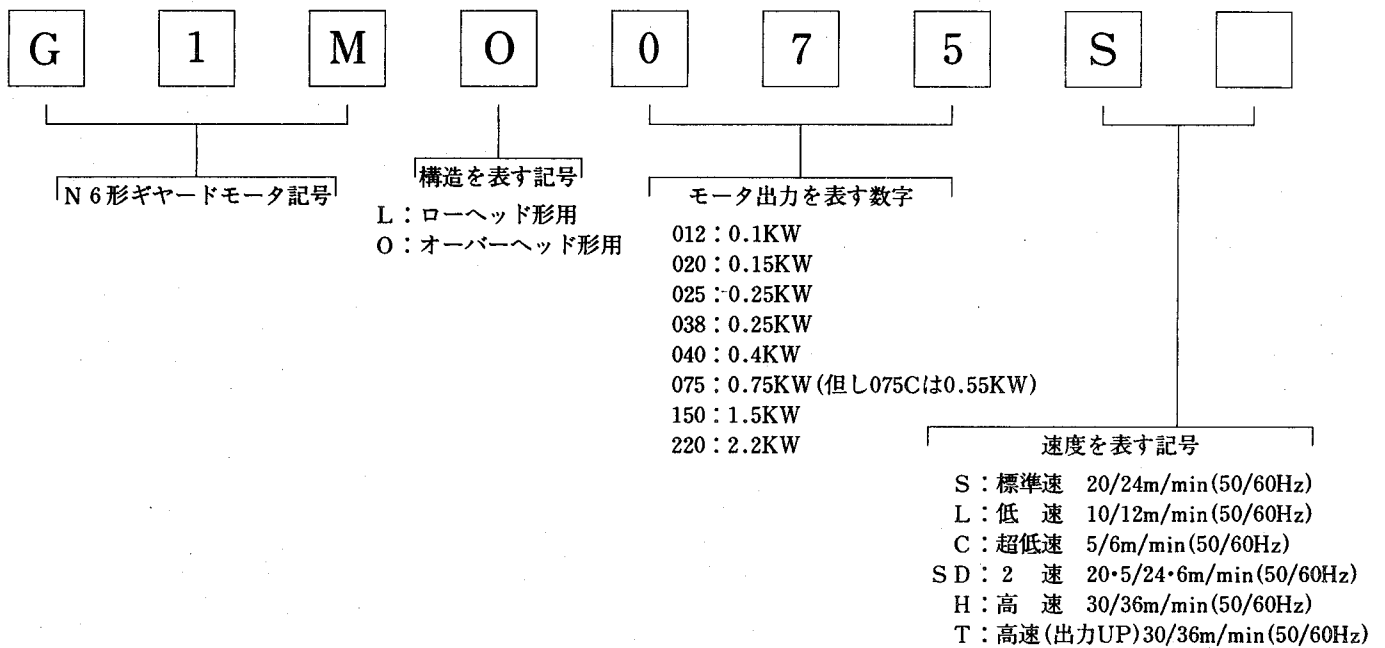 G 1 M O 0 7 5 S
N6形ギヤードモータ記号
構造を表す記号
L：ローヘッド形用
O：オーバーヘッド形用
モータ出力を表す数字
012：0.1KW
020：0.15KW
025：0.25KW
038：0.25KW
040：0.4KW
075：0.75KW(但し075Cは0.55KW)
150：1.5KW
220：2.2KW
速度を表す記号
S：標準速 20/24m/min(50/60Hz)
L：低 速 10/12m/min(50/60Hz)
C：超低速 5/6m/min(50/60Hz)
SD：2 速 20・5/24・6m/min(50/60Hz)
H：高 速 30/36m/min(50/60Hz)
T：高速(出力UP)30/36m/min(50/60Hz)